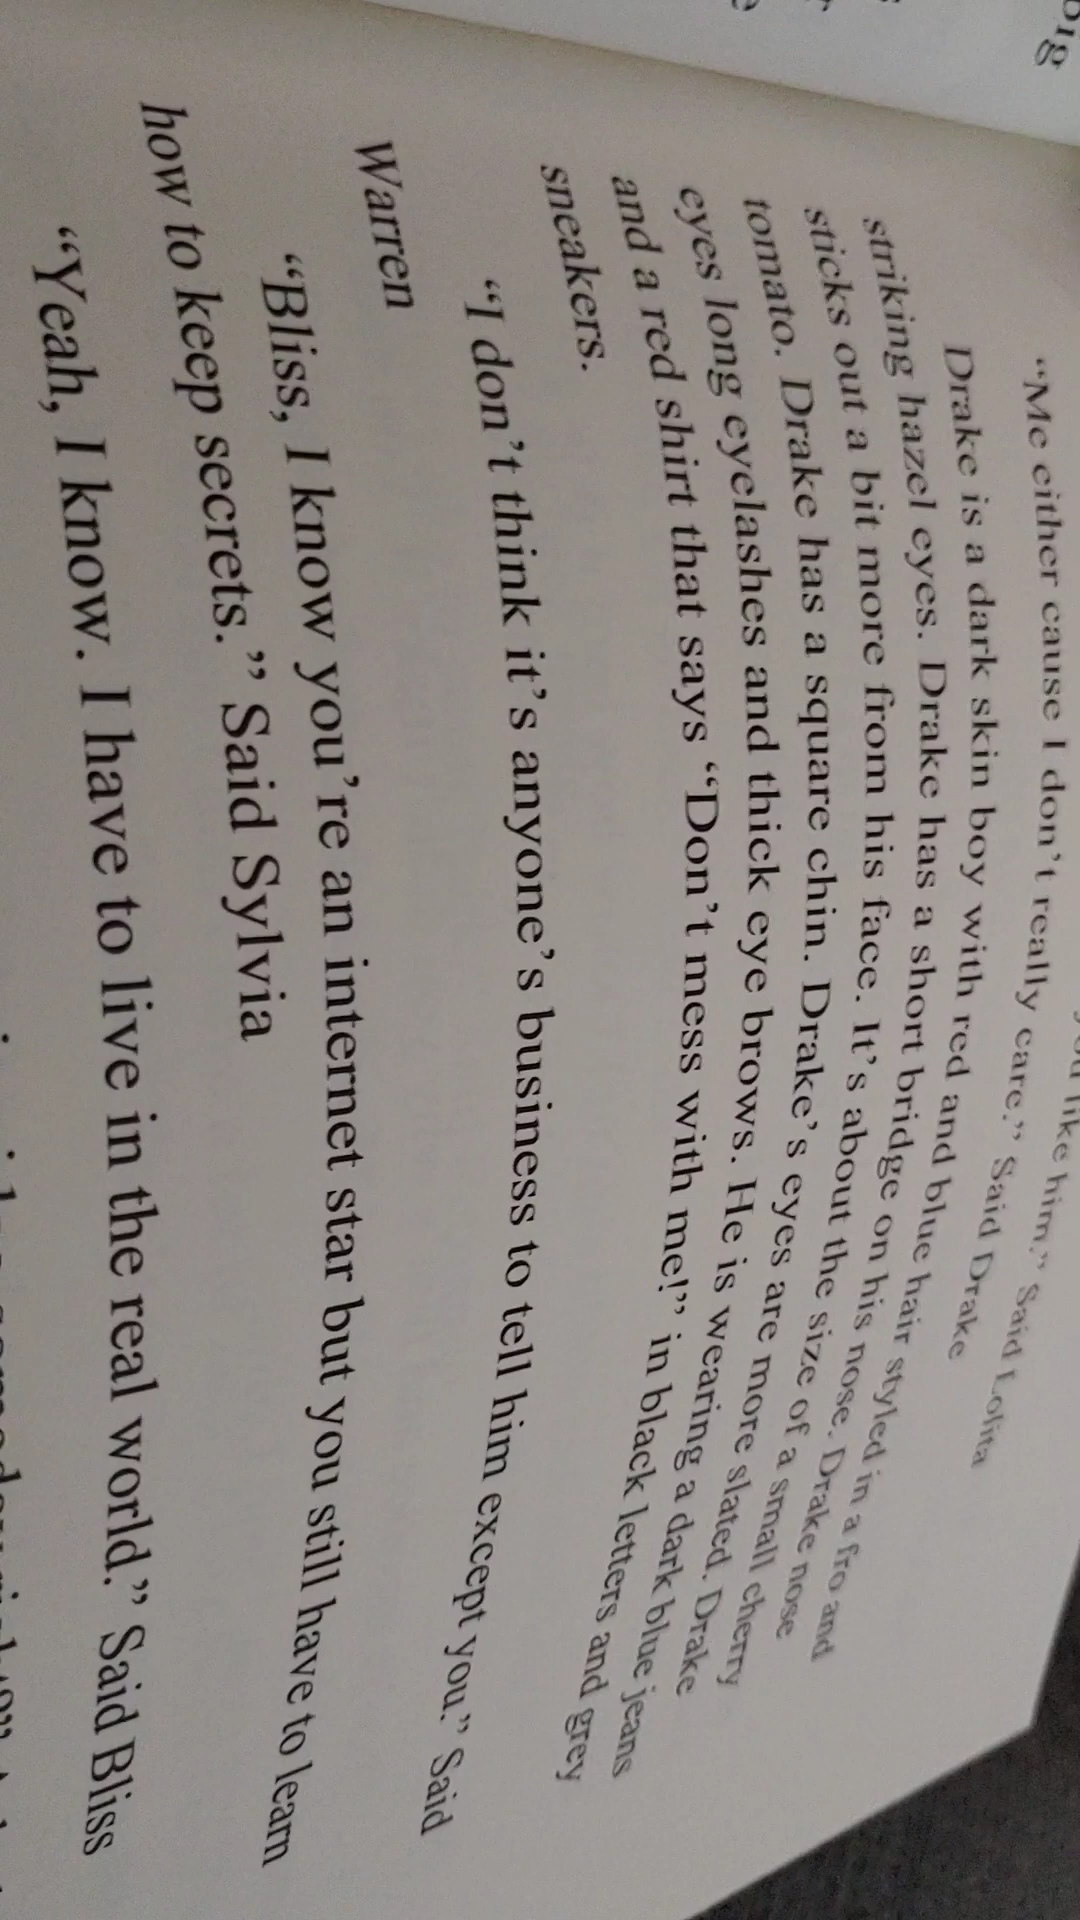 big
you like him.” Said Lolita
“Me either cause I don’t really care.” Said Drake
Drake is a dark skin boy with red and blue hair styled in a fro and
striking hazel eyes. Drake has a short bridge on his nose. Drake nose
sticks out a bit more from his face. It’s about the size of a small cherry
tomato. Drake has a square chin. Drake’s eyes are more slated. Drake
eyes long eyelashes and thick eye brows. He is wearing a dark blue jeans
and a red shirt that says “Don’t mess with me!” in black letters and grey
sneakers.
“I don’t think it’s anyone’s business to tell him except you.” Said
Warren
“Bliss, I know you’re an internet star but you still have to learn
how to keep secrets.” Said Sylvia
“Yeah, I know. I have to live in the real world.” Said Bliss